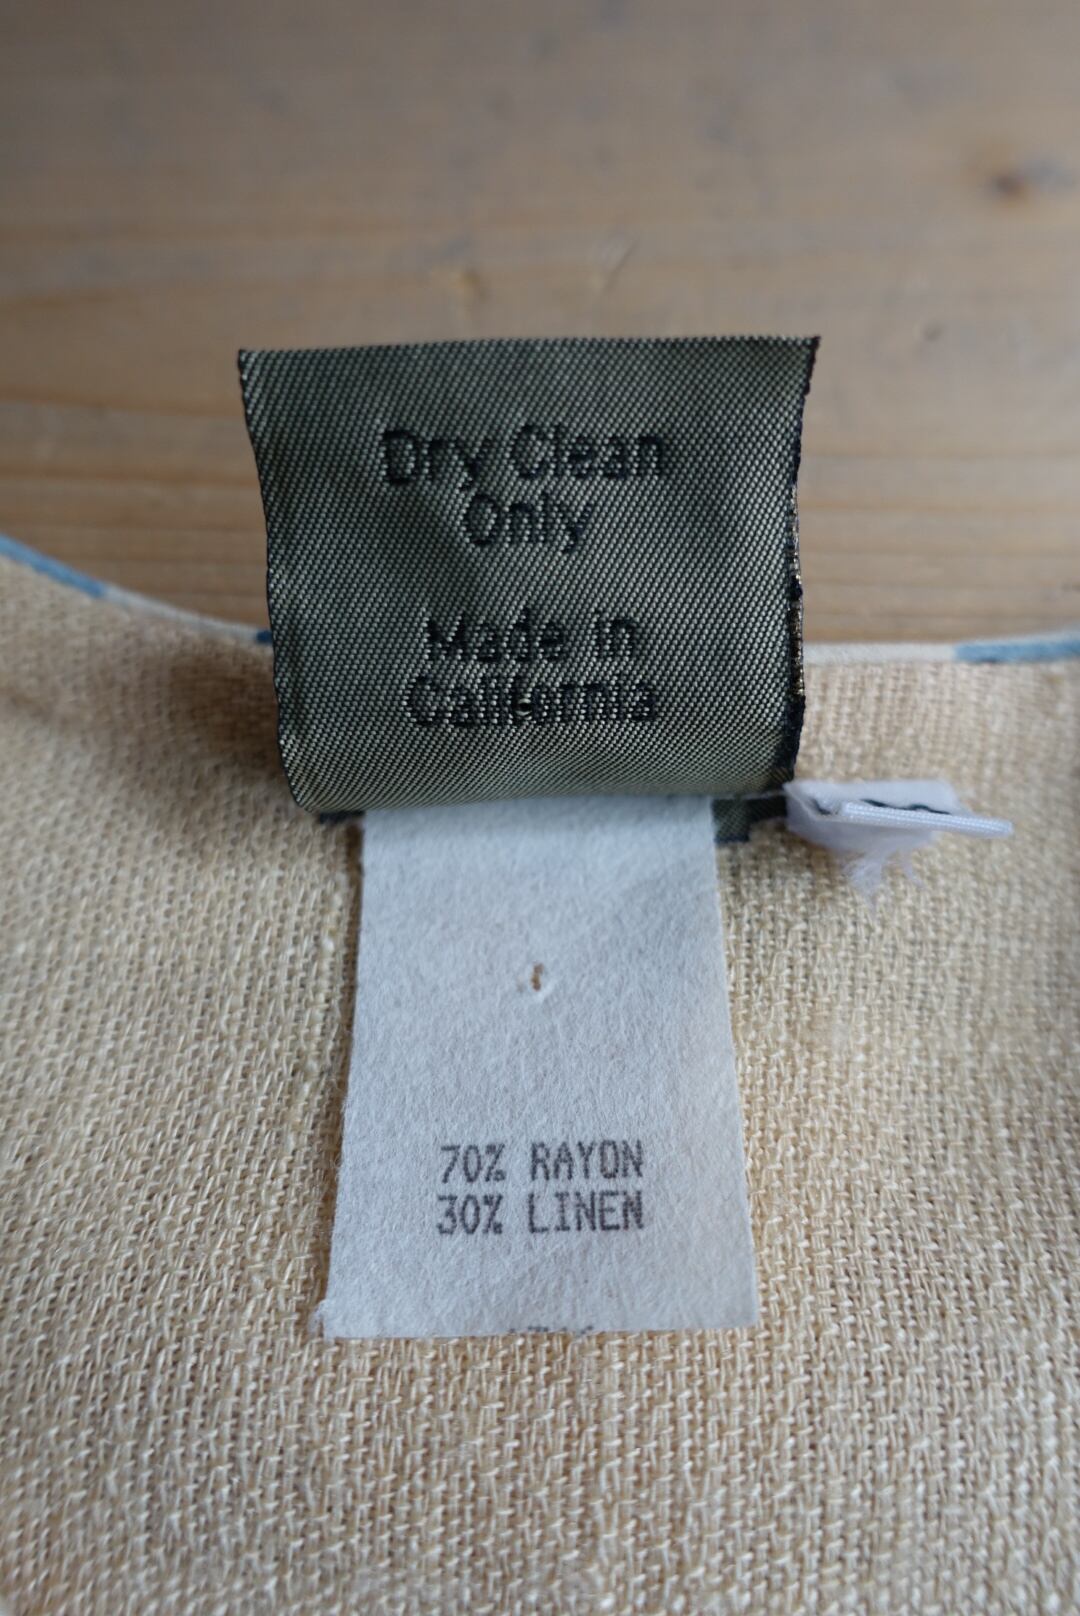 Dry Clean
Only
Made in
California
70% RAYON
30% LINEN